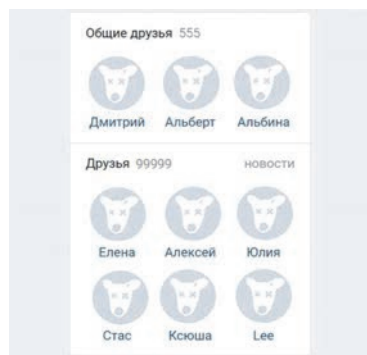 Общие друзья 555
Дмитрий Альберт Альбина
Друзья 99999 новости
Елена Алексей Юлия
Стас Ксюша Lee